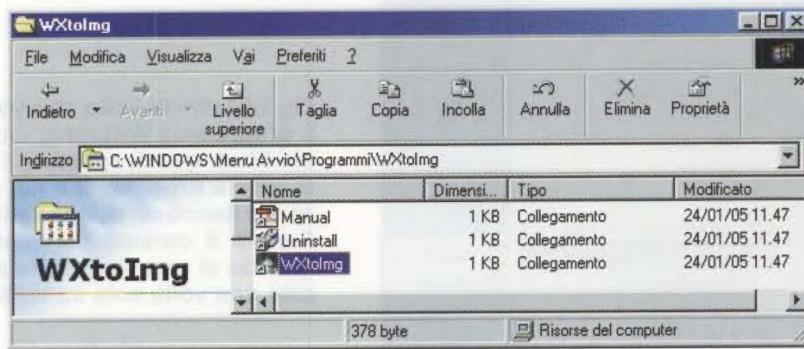 WXtoImg
File Modifica Visualizza Vai Preferiti ?
Indietro Avanti Livello superiore Taglia Copia Incolla Annulla Elimina Proprietà »
Indirizzo C:\WINDOWS\Menu Avvio\Programmi\WXtoImg
Nome Dimensi... Tipo Modificato
Manual 1 KB Collegamento 24/01/05 11.47
Uninstall 1 KB Collegamento 24/01/05 11.47
WXtoImg 1 KB Collegamento 24/01/05 11.47
WXtoImg
378 byte Risorse del computer